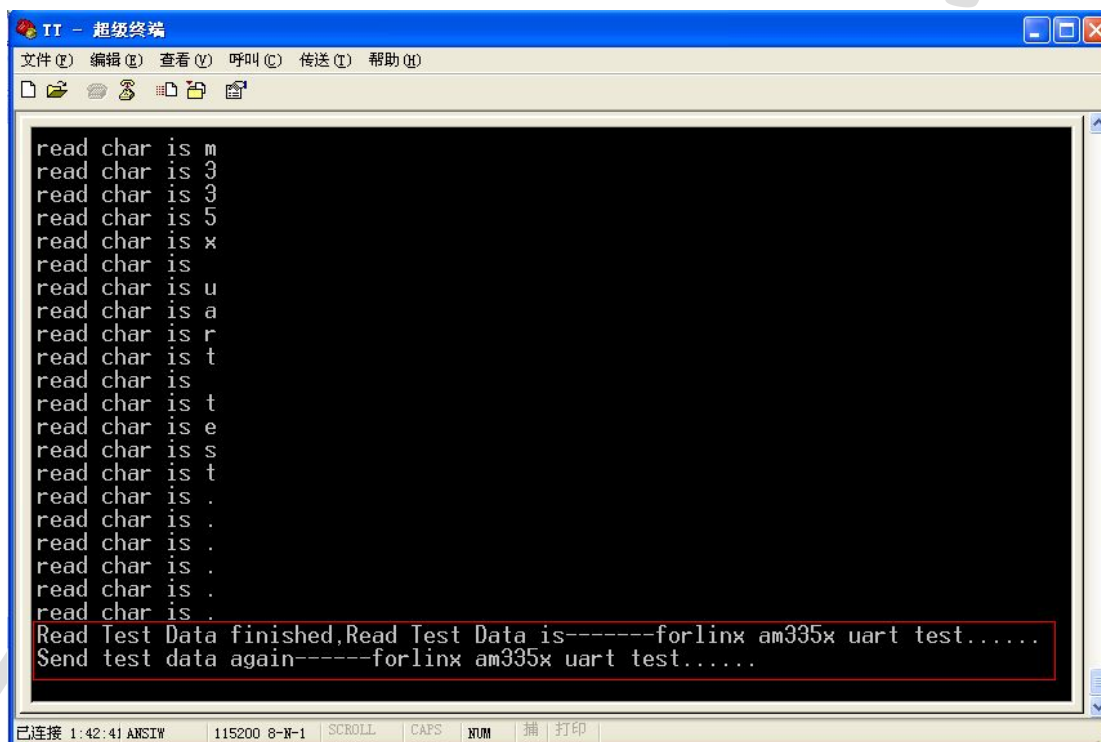 TT - 超级终端
文件(F) 编辑(E) 查看(V) 呼叫(C) 传送(T) 帮助(H)
read char is m
read char is 3
read char is 3
read char is 5
read char is x
read char is
read char is u
read char is a
read char is r
read char is t
read char is
read char is t
read char is e
read char is s
read char is t
read char is .
read char is .
read char is .
read char is .
read char is .
read char is .
Read Test Data finished,Read Test Data is-------forlinx am335x uart test......
Send test data again------forlinx am335x uart test......
已连接 1:42:41 ANSIW 115200 8-N-1 SCROLL CAPS NUM 捕 打印